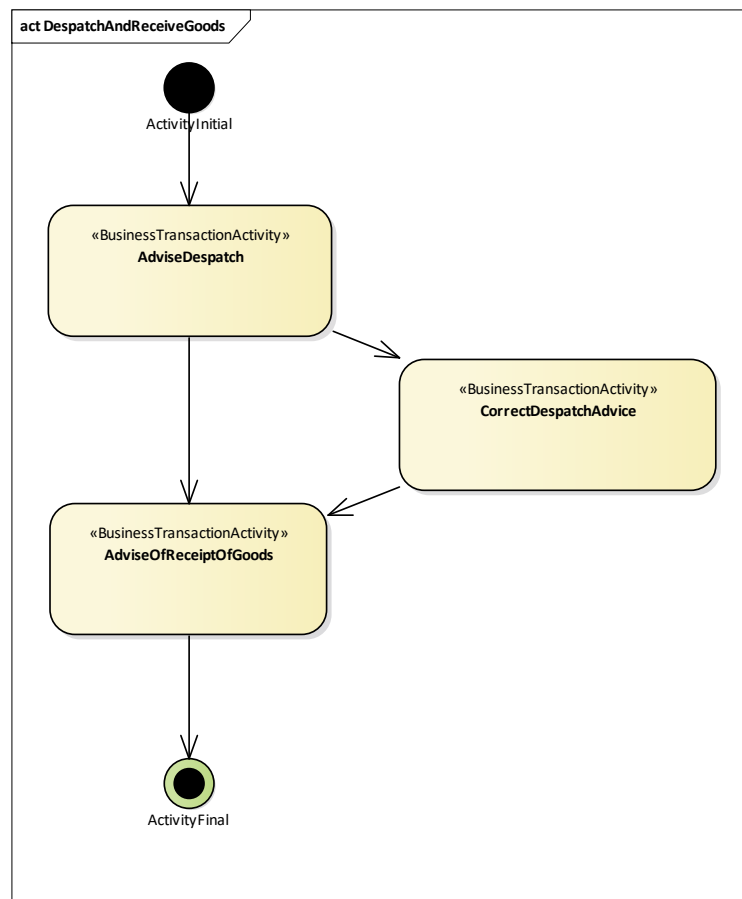 act DespatchAndReceiveGoods
ActivityInitial
«BusinessTransactionActivity»
AdviseDespatch
«BusinessTransactionActivity»
CorrectDespatchAdvice
«BusinessTransactionActivity»
AdviseOfReceiptOfGoods
ActivityFinal